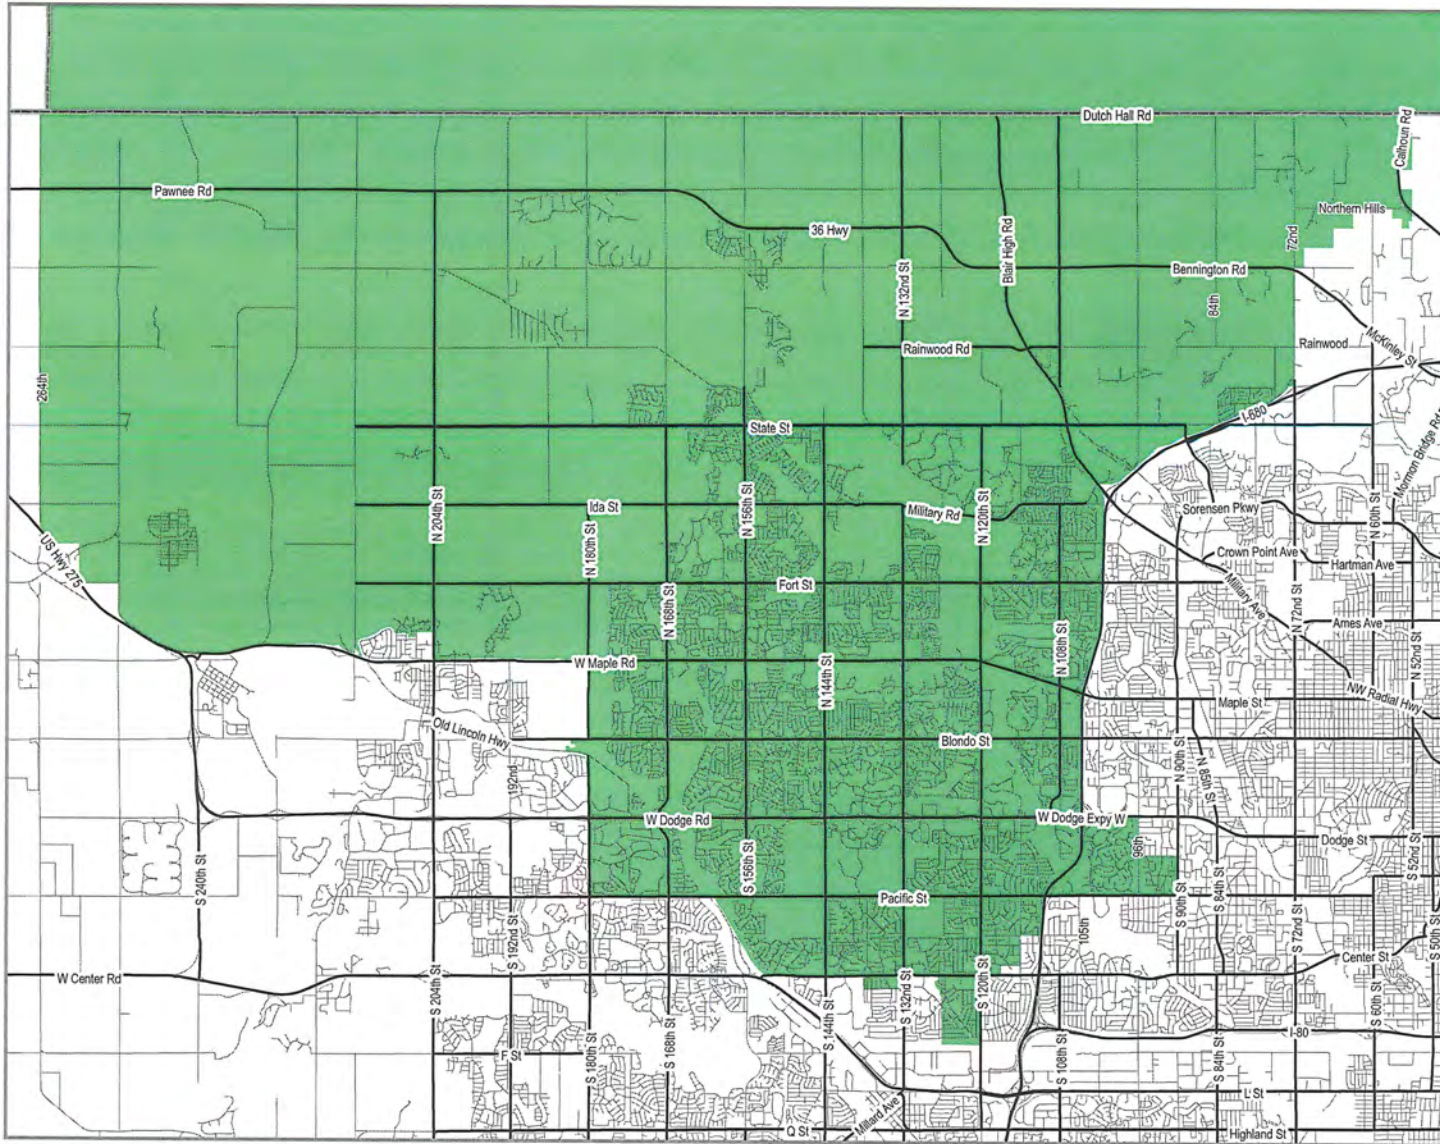 Dutch Hall Rd
Calhoun Rd
Pawnee Rd
Northern Hills
36 Hwy
Blair High Rd
72nd
N 132nd St
Bennington Rd
84th
Rainwood Rd
Rainwood
McKinley St
264th
I-680
State St
Mormon Bridge Rd
N 204th St
Ida St
N 156th St
Military Rd
N 120th St
Sorensen Pkwy
N 60th St
US Hwy 275
N 180th St
Crown Point Ave
Hartman Ave
Fort St
Military Ave
N 168th St
N 72nd St
Ames Ave
N 108th St
N 52nd St
W Maple Rd
N 144th St
Maple St
NW Radial Hwy
Old Lincoln Hwy
Blondo St
N 90th St
N 85th St
192nd
W Dodge Rd
W Dodge Expy W
96th
Dodge St
S 240th St
S 156th St
S 52nd St
Pacific St
S 90th St
S 84th St
S 192nd St
105th
S 72nd St
S 50th St
W Center Rd
Center St
S 204th St
S 132nd St
S 120th St
S 60th St
S 144th St
I-80
F St
S 180th St
S 168th St
S 108th St
S 84th St
L St
Millard Ave
Q St
Highland St